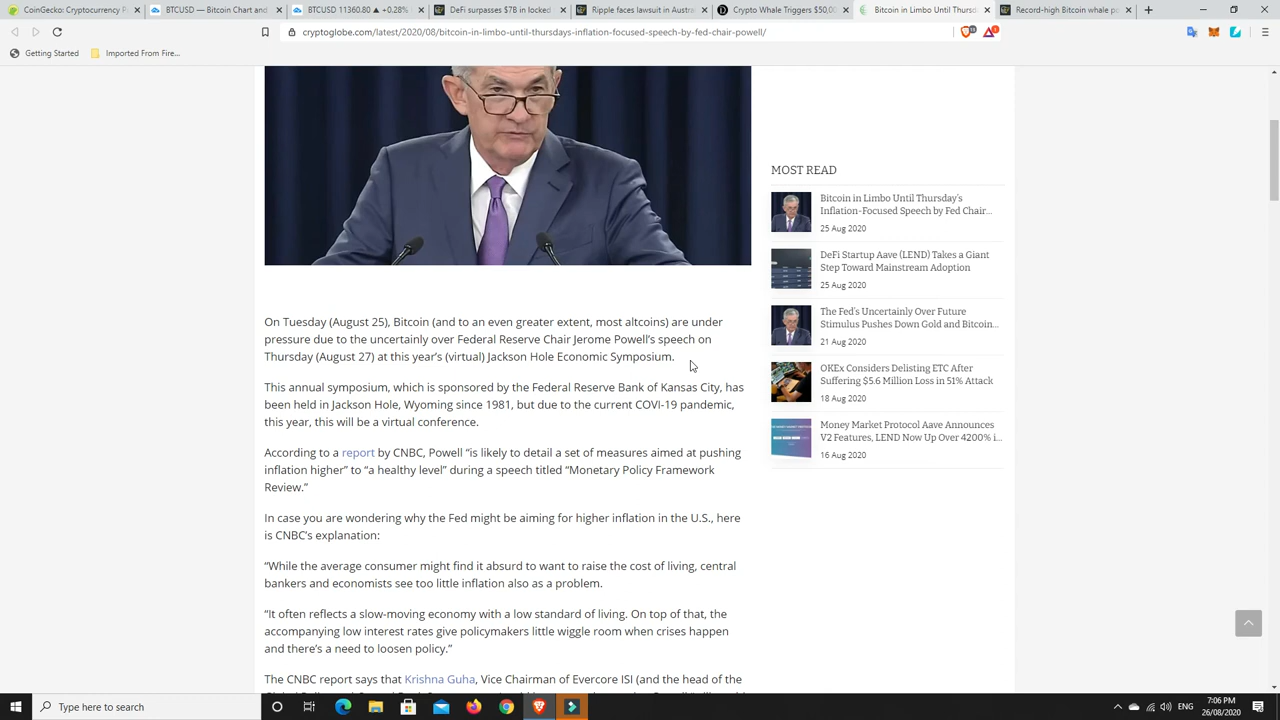 CoinGecko: Cryptocurrency P
BTCUSD — Bitcoin Chart and
BTCUSD 11360.80 ▲ +0.28%
DeFi surpasses $7B in locked
Ripple faces lawsuit in Austra
Crypto Whale Triggers $50,00
Bitcoin in Limbo Until Thursd
Record-high Bitcoin whale po
cryptoglobe.com/latest/2020/08/bitcoin-in-limbo-until-thursdays-inflation-focused-speech-by-fed-chair-powell/
Getting Started
Imported From Fire...
MOST READ
Bitcoin in Limbo Until Thursday's
Inflation-Focused Speech by Fed Chair...
25 Aug 2020
DeFi Startup Aave (LEND) Takes a Giant
Step Toward Mainstream Adoption
25 Aug 2020
The Fed's Uncertainly Over Future
Stimulus Pushes Down Gold and Bitcoin...
21 Aug 2020
OKEx Considers Delisting ETC After
Suffering $5.6 Million Loss in 51% Attack
18 Aug 2020
Money Market Protocol Aave Announces
V2 Features, LEND Now Up Over 4200% i...
16 Aug 2020
On Tuesday (August 25), Bitcoin (and to an even greater extent, most altcoins) are under
pressure due to the uncertainly over Federal Reserve Chair Jerome Powell's speech on
Thursday (August 27) at this year's (virtual) Jackson Hole Economic Symposium.
This annual symposium, which is sponsored by the Federal Reserve Bank of Kansas City, has
been held in Jackson Hole, Wyoming since 1981, but due to the current COVI-19 pandemic,
this year, this will be a virtual conference.
According to a report by CNBC, Powell "is likely to detail a set of measures aimed at pushing
inflation higher" to "a healthy level" during a speech titled "Monetary Policy Framework
Review."
In case you are wondering why the Fed might be aiming for higher inflation in the U.S., here
is CNBC's explanation:
"While the average consumer might find it absurd to want to raise the cost of living, central
bankers and economists see too little inflation also as a problem.
"It often reflects a slow-moving economy with a low standard of living. On top of that, the
accompanying low interest rates give policymakers little wiggle room when crises happen
and there's a need to loosen policy."
The CNBC report says that Krishna Guha, Vice Chairman of Evercore ISI (and the head of the
Type here to search
ENG
7:06 PM
26/08/2020